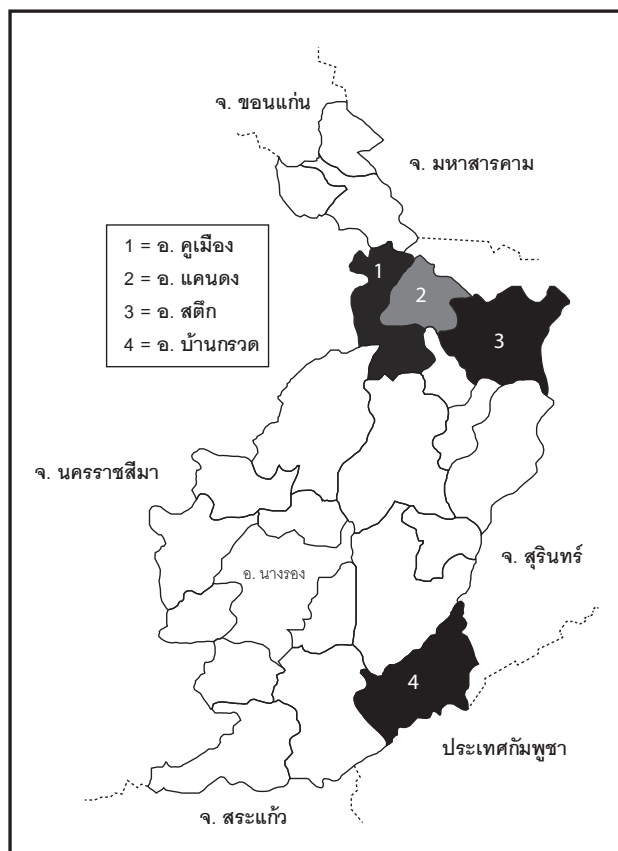 จ. ขอนแก่น
จ. มหาสารคาม
1 = อ. คูเมือง
2 = อ. แคนดง
3 = อ. สตึก
4 = อ. บ้านกรวด
1
2
3
จ. นครราชสีมา
จ. สุรินทร์
อ. นางรอง
4
ประเทศกัมพูชา
จ. สระแก้ว